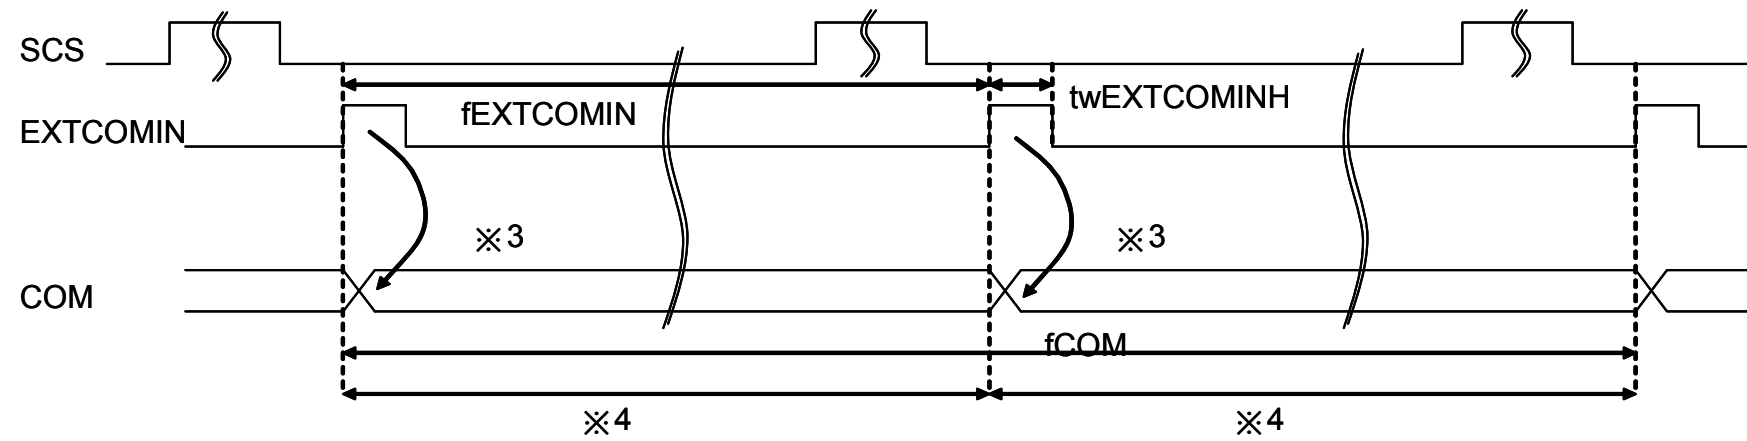 SCS
twEXTCOMINH
fEXTCOMIN
EXTCOMIN
※3
※3
COM
fCOM
※4
※4